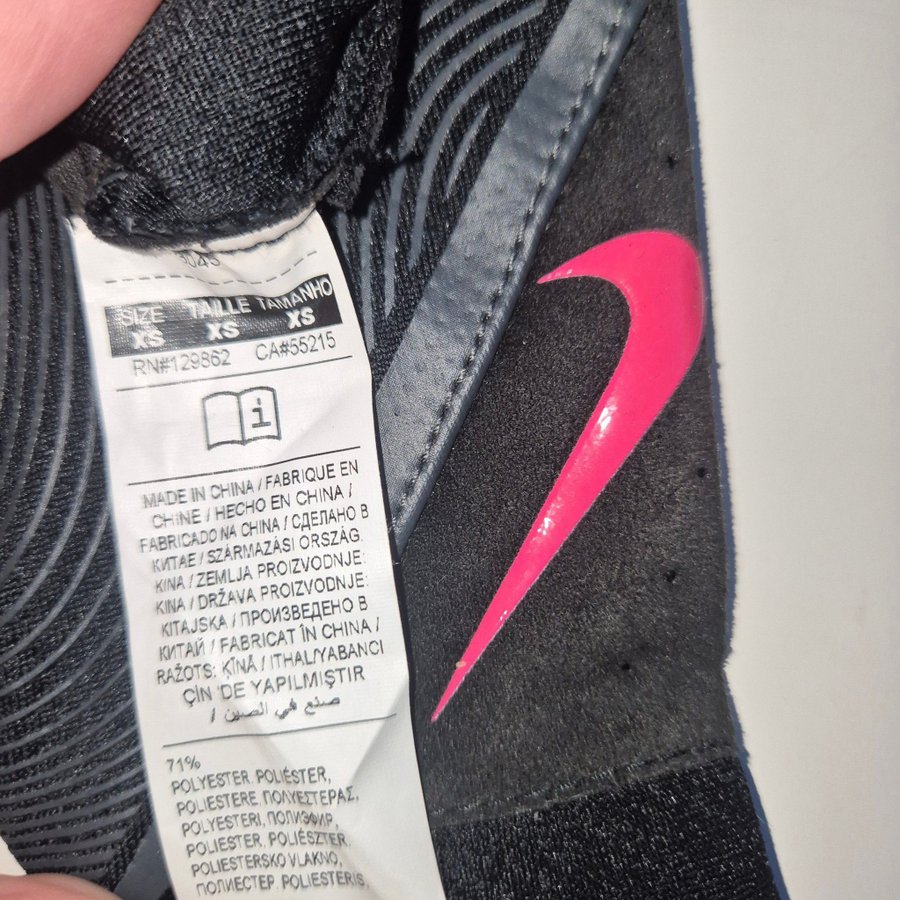 SIZE TAILLE TAMANHO
XS XS XS
RN#129862 CA#55215
i
MADE IN CHINA / FABRIQUE EN
CHINE / HECHO EN CHINA /
FABRICADO NA CHINA / СДЕЛАНО В
КИТАЕ / SZÁRMAZÁSI ORSZÁG:
KINA / ZEMLJA PROIZVODNJE:
KINA / DRŽAVA PROIZVODNJE:
KITAJSKA / ПРОИЗВЕДЕНО В
КИТАЙ / FABRICAT ÎN CHINA /
RAŽOTS: ĶĪNĀ / ITHAL/YABANCI
ÇİN 'DE YAPILMIŞTIR
صنع في الصين /
71%
POLYESTER, POLIÉSTER,
POLIESTERE, ΠΟΛΥΕΣΤΕΡΑΣ,
POLYESTERI, ПОЛИЭФИР,
POLIESTER, POLIÉSZTER,
POLIESTERSKO VLAKNO,
ПОЛИЕСТЕР, POLIESTERIS,